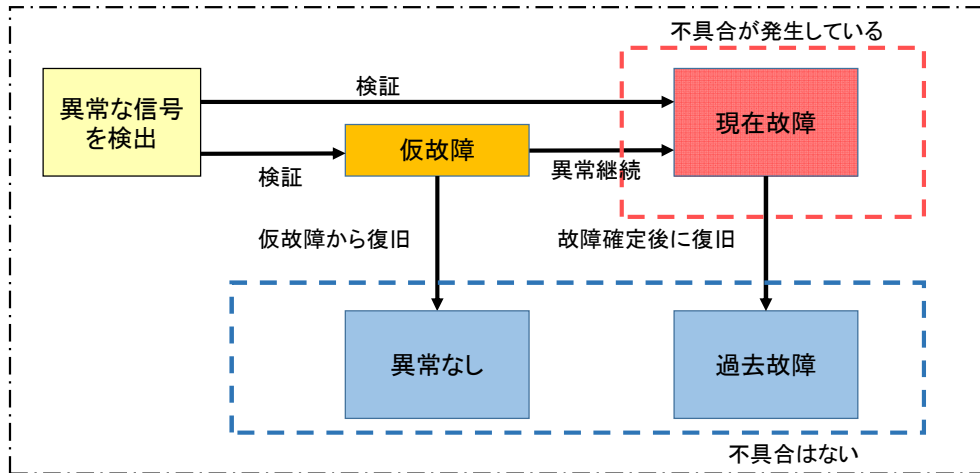 不具合が発生している
異常な信号
を検出
検証
現在故障
仮故障
検証
異常継続
仮故障から復旧
故障確定後に復旧
異常なし
過去故障
不具合はない